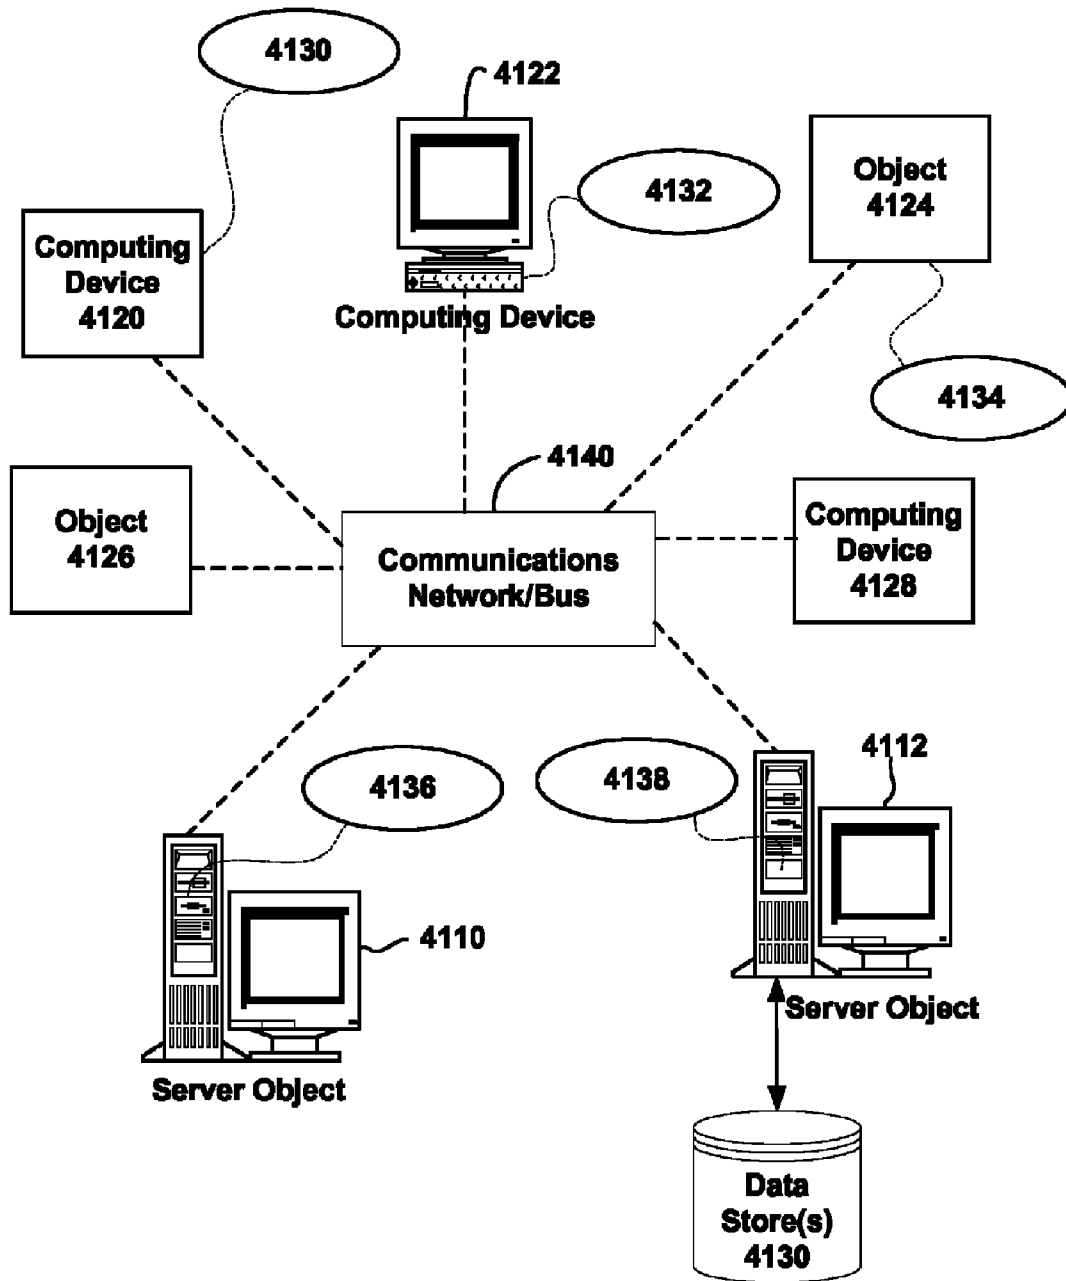 4130
4122
4132
Object
4124
Computing
Device
4120
Computing Device
4134
4140
Object
4126
Communications
Network/Bus
Computing
Device
4128
4136
4138
4112
4110
Server Object
Server Object
Data
Store(s)
4130